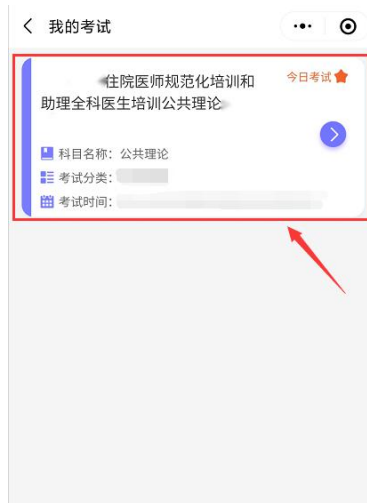 我的考试
住院医师规范化培训和
今日考试
助理全科医生培训公共理论
科目名称：公共理论
考试分类：
考试时间：